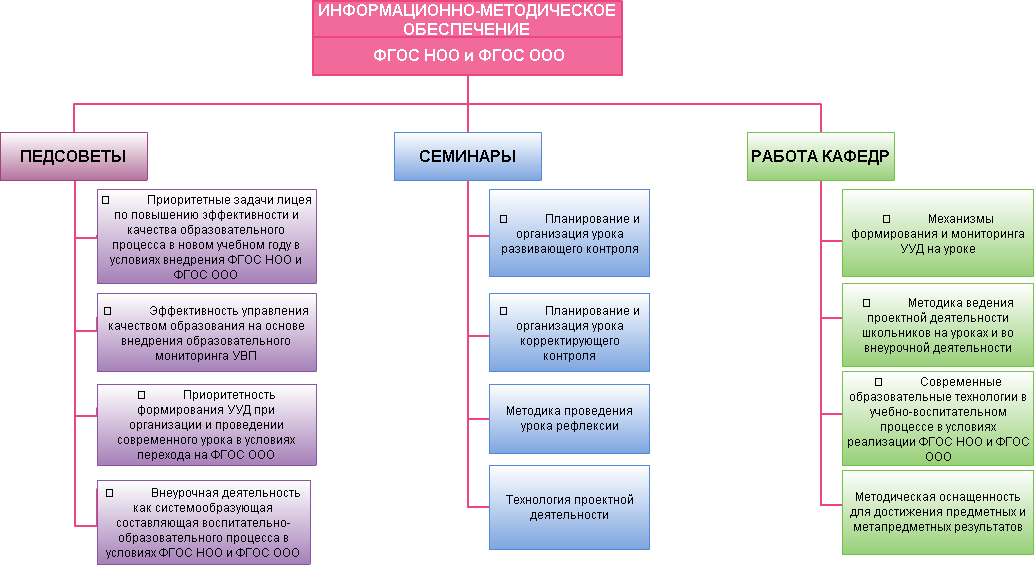 ИНФОРМАЦИОННО-МЕТОДИЧЕСКОЕ
ОБЕСПЕЧЕНИЕ
ФГОС НОО и ФГОС ООО
ПЕДСОВЕТЫ
Приоритетные задачи лицея
по повышению эффективности и
качества образовательного
процесса в новом учебном году в
условиях внедрения ФГОС НОО и
ФГОС ООО
Эффективность управления
качеством образования на основе
внедрения образовательного
мониторинга УВП
Приоритетность
формирования УУД при
организации и проведении
современного урока в условиях
перехода на ФГОС ООО
Внеурочная деятельность
как системообразующая
составляющая воспитательно-
образовательного процесса в
условиях ФГОС НОО и ФГОС ООО
СЕМИНАРЫ
Планирование и
организация урока
развивающего контроля
Планирование и
организация урока
корректирующего
контроля
Методика проведения
урока рефлексии
Технология проектной
деятельности
РАБОТА КАФЕДР
Механизмы
формирования и мониторинга
УУД на уроке
Методика ведения
проектной деятельности
школьников на уроках и во
внеурочной деятельности
Современные
образовательные технологии в
учебно-воспитательном
процессе в условиях
реализации ФГОС НОО и ФГОС
ООО
Методическая оснащенность
для достижения предметных и
метапредметных результатов